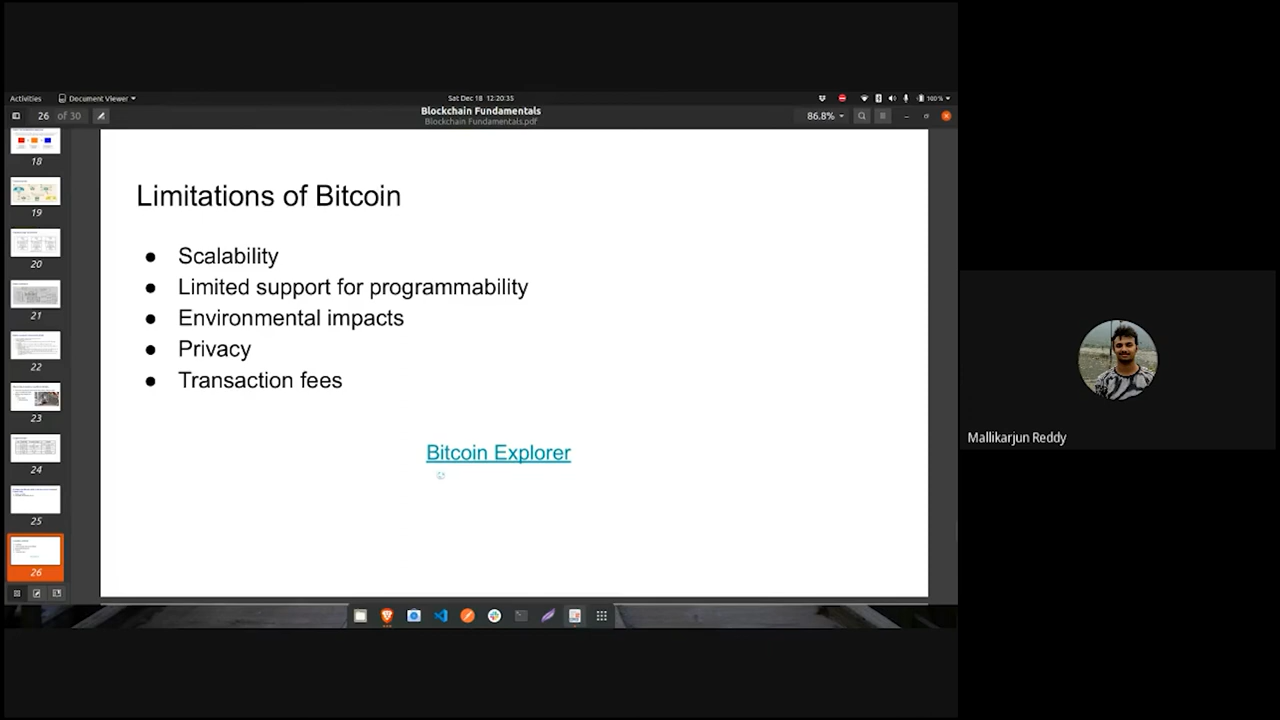 Activities
Document Viewer
Sat Dec 18 12:20:35
100%
26 of 30
Blockchain Fundamentals
Blockchain Fundamentals.pdf
86.8%
18
19
20
21
22
23
24
25
26
Limitations of Bitcoin
● Scalability
● Limited support for programmability
● Environmental impacts
● Privacy
● Transaction fees
Bitcoin Explorer
Mallikarjun Reddy